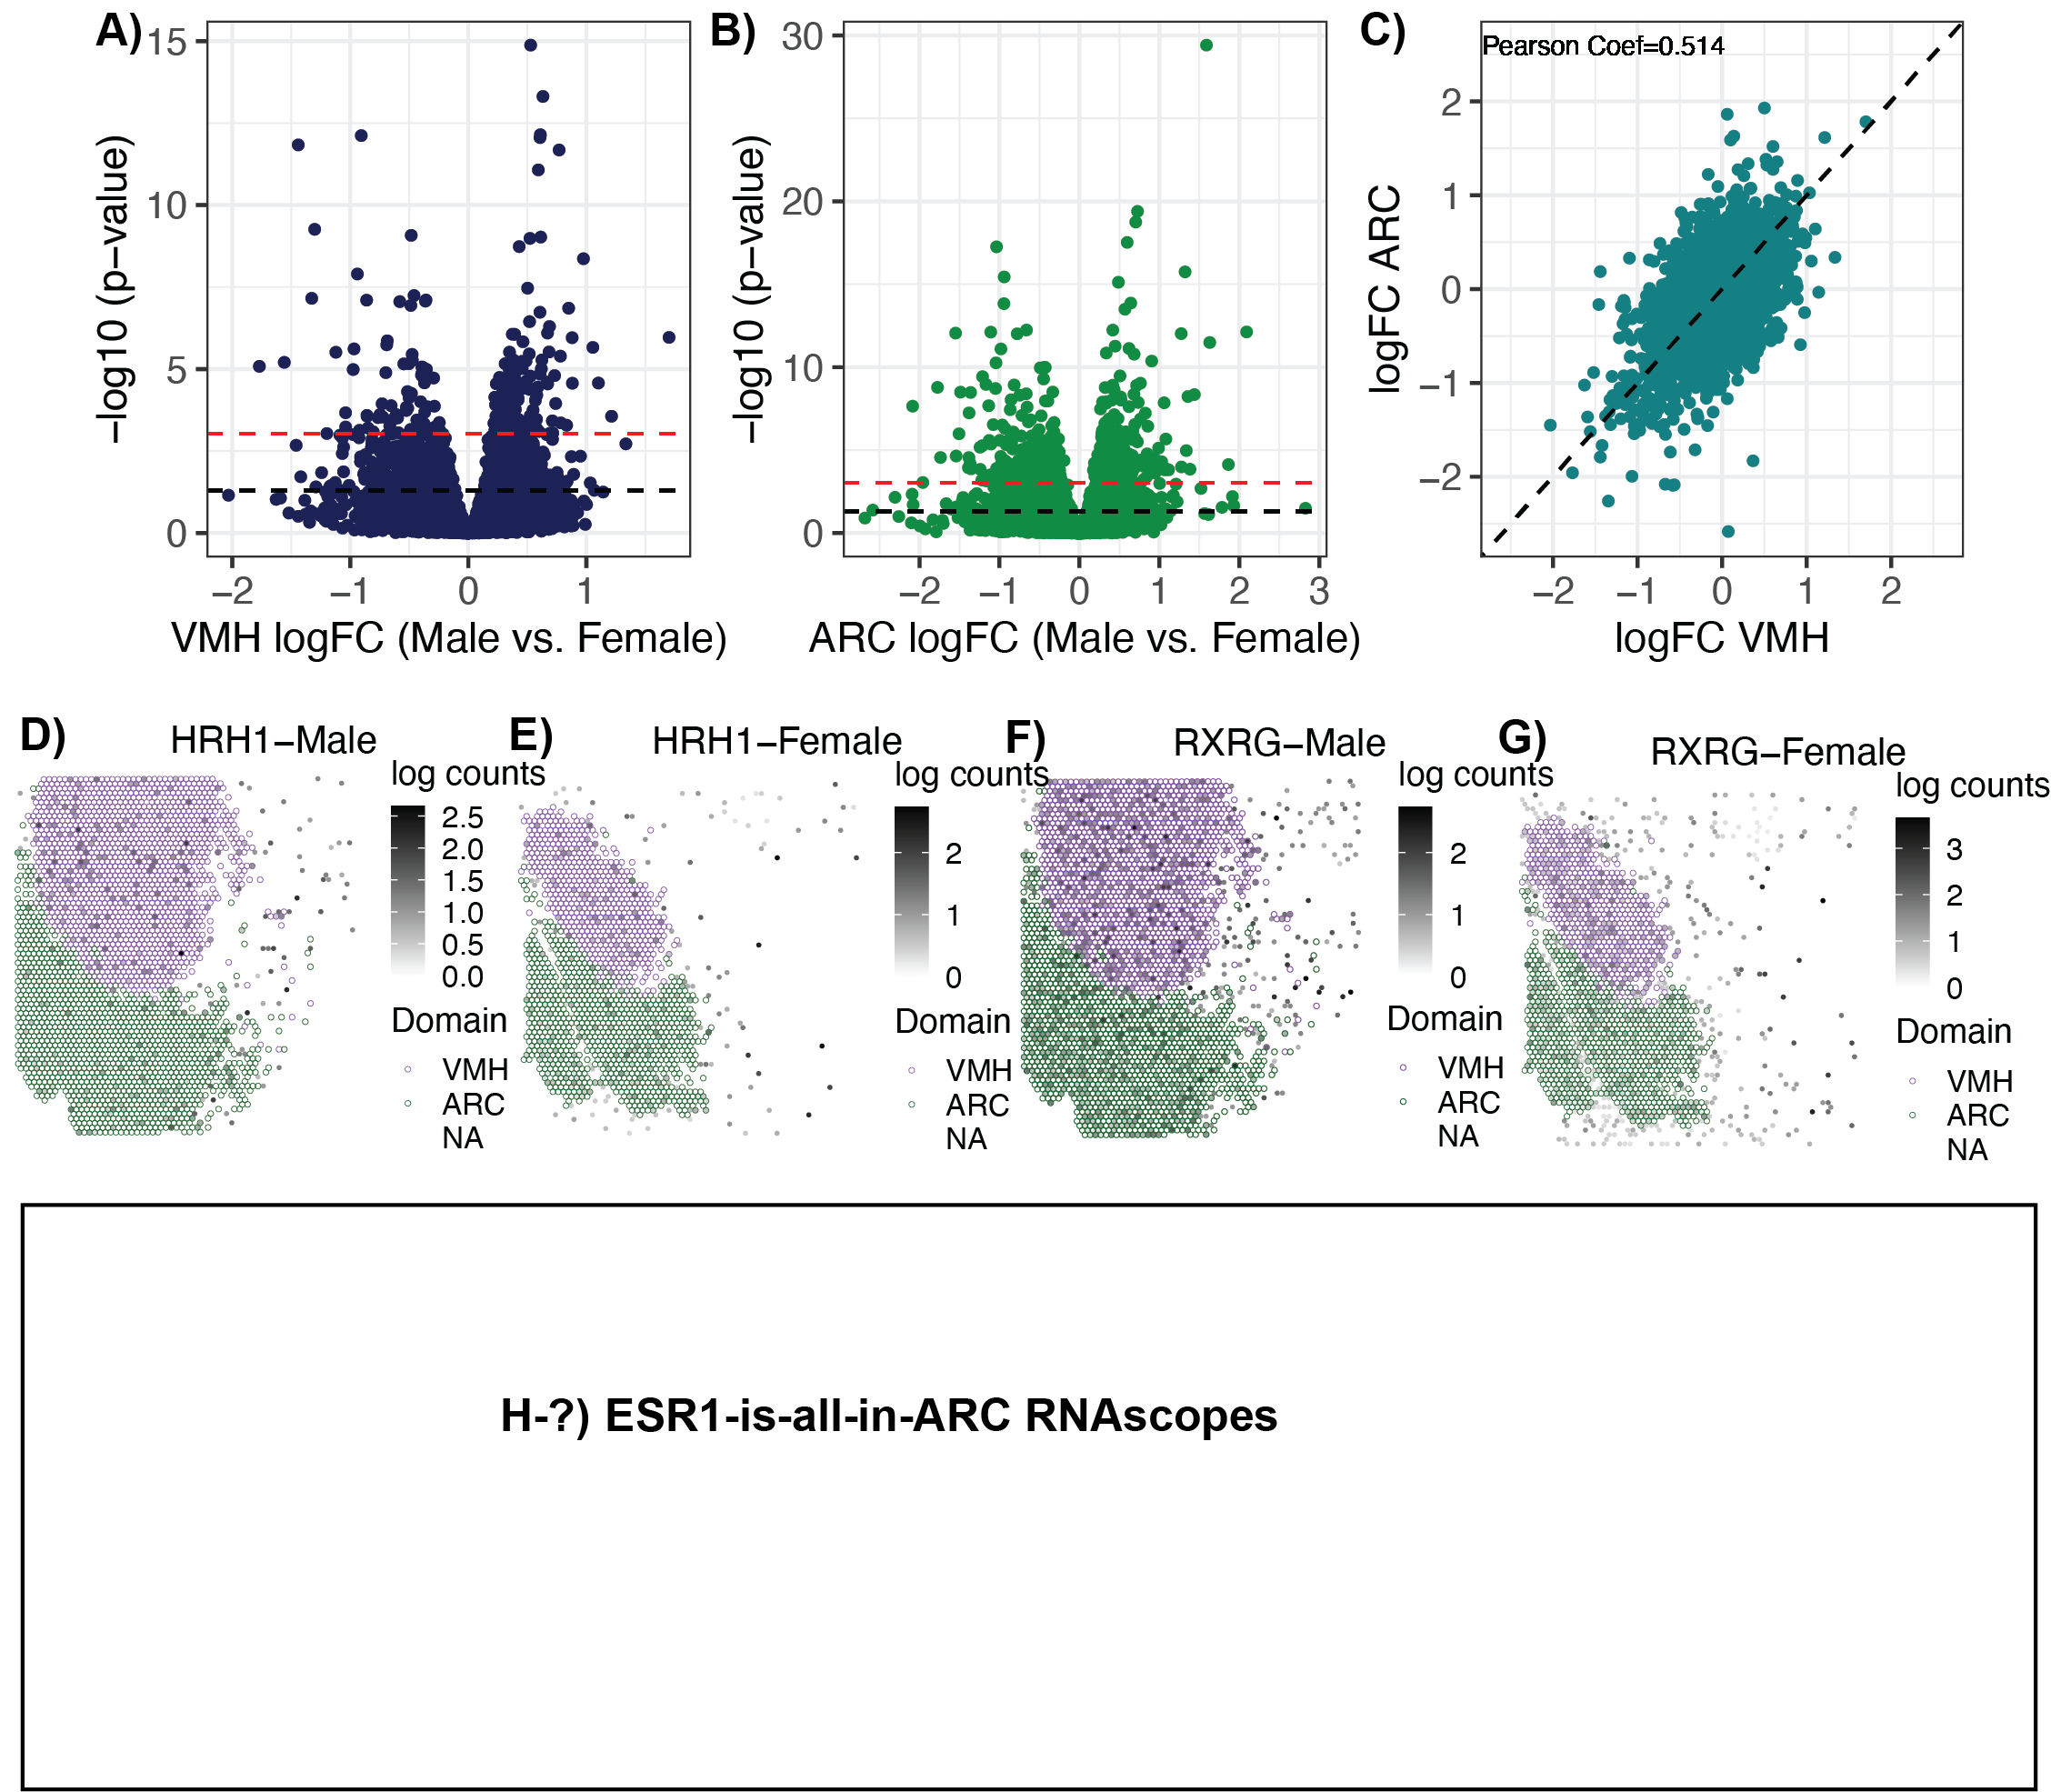 A)
15
10
5
0
−log10 (p−value)
−2
−1
0
1
VMH logFC (Male vs. Female)
B)
30
20
10
0
−log10 (p−value)
−2
−1
0
1
2
3
ARC logFC (Male vs. Female)
C)
Pearson Coef=0.514
2
1
0
−1
−2
logFC ARC
−2
−1
0
1
2
logFC VMH
D)
HRH1−Male
log counts
2.5
2.0
1.5
1.0
0.5
0.0
Domain
VMH
ARC
NA
E)
HRH1−Female
log counts
2
1
0
Domain
VMH
ARC
NA
F)
RXRG−Male
log counts
2
1
0
Domain
VMH
ARC
NA
G)
RXRG−Female
log counts
3
2
1
0
Domain
VMH
ARC
NA
H-?) ESR1-is-all-in-ARC RNAscopes